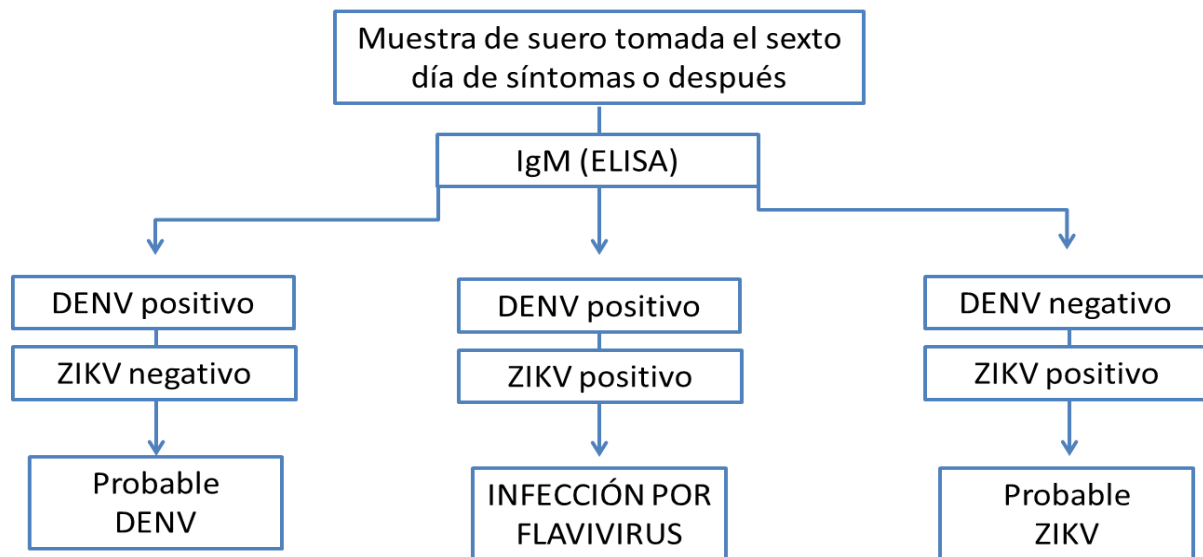 Muestra de suero tomada el sexto
día de síntomas o después
IgM (ELISA)
DENV positivo
ZIKV negativo
Probable
DENV
DENV positivo
ZIKV positivo
INFECCIÓN POR
FLAVIVIRUS
DENV negativo
ZIKV positivo
Probable
ZIKV